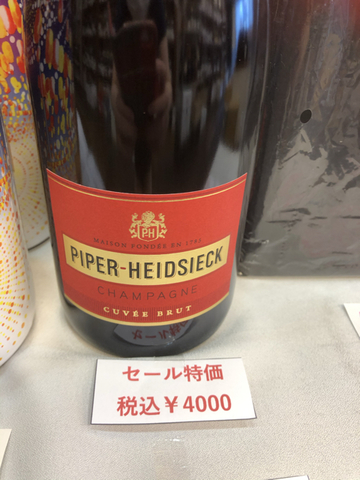 PH
MAISON FONDÉE EN 1785
PIPER-HEIDSIECK
CHAMPAGNE
CUVÉE BRUT
セール特価
税込￥4000